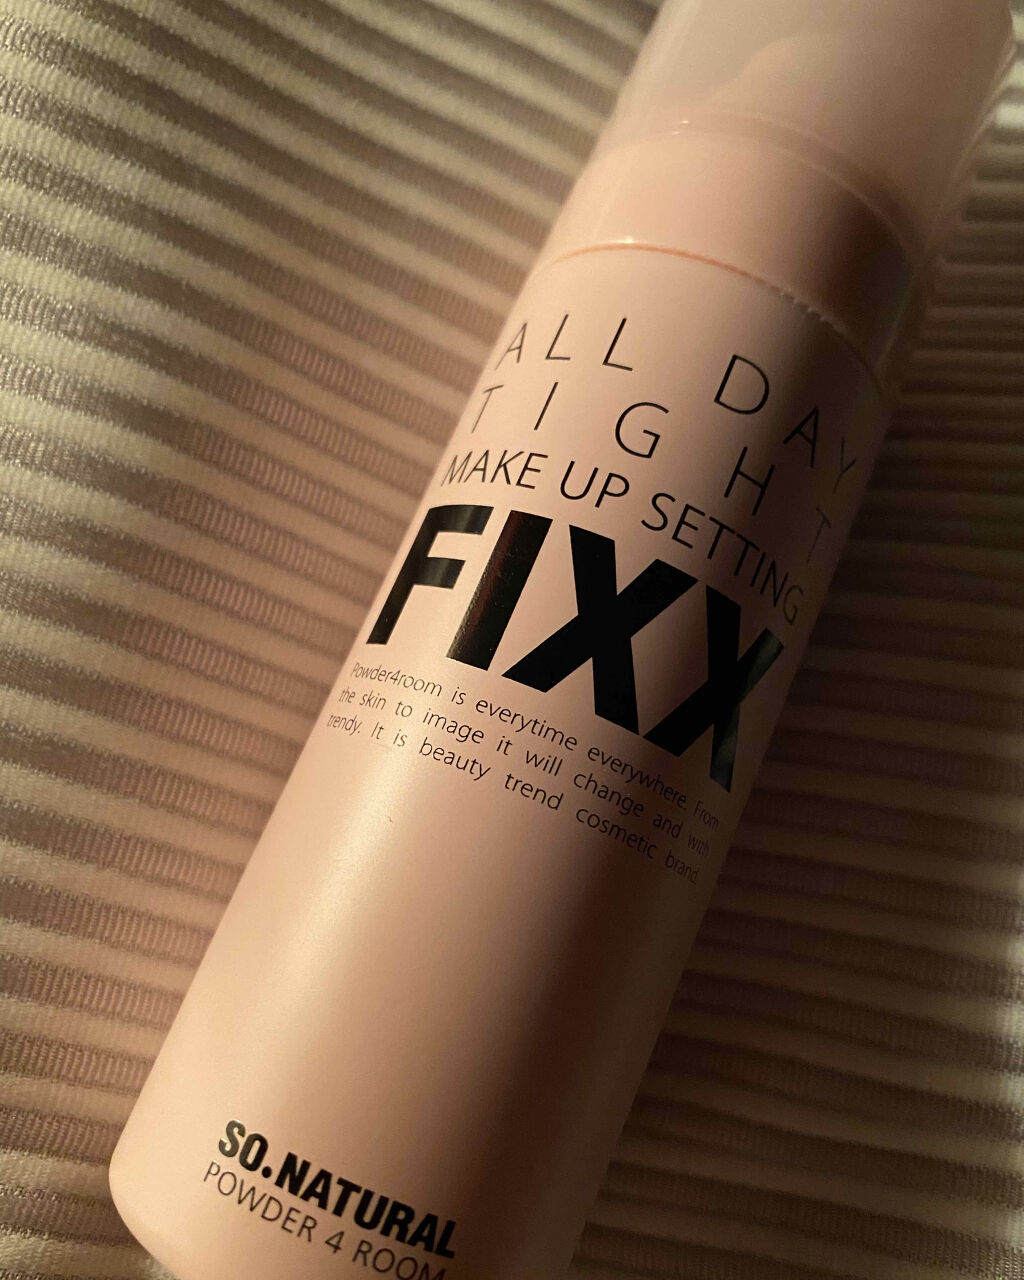 ALL DAY
TIGHT
MAKE UP SETTING
FIXX
Powder4room is everytime everywhere. From
the skin to image it will change and with
trendy. It is beauty trend cosmetic brand.
SO.NATURAL
POWDER 4 ROOM